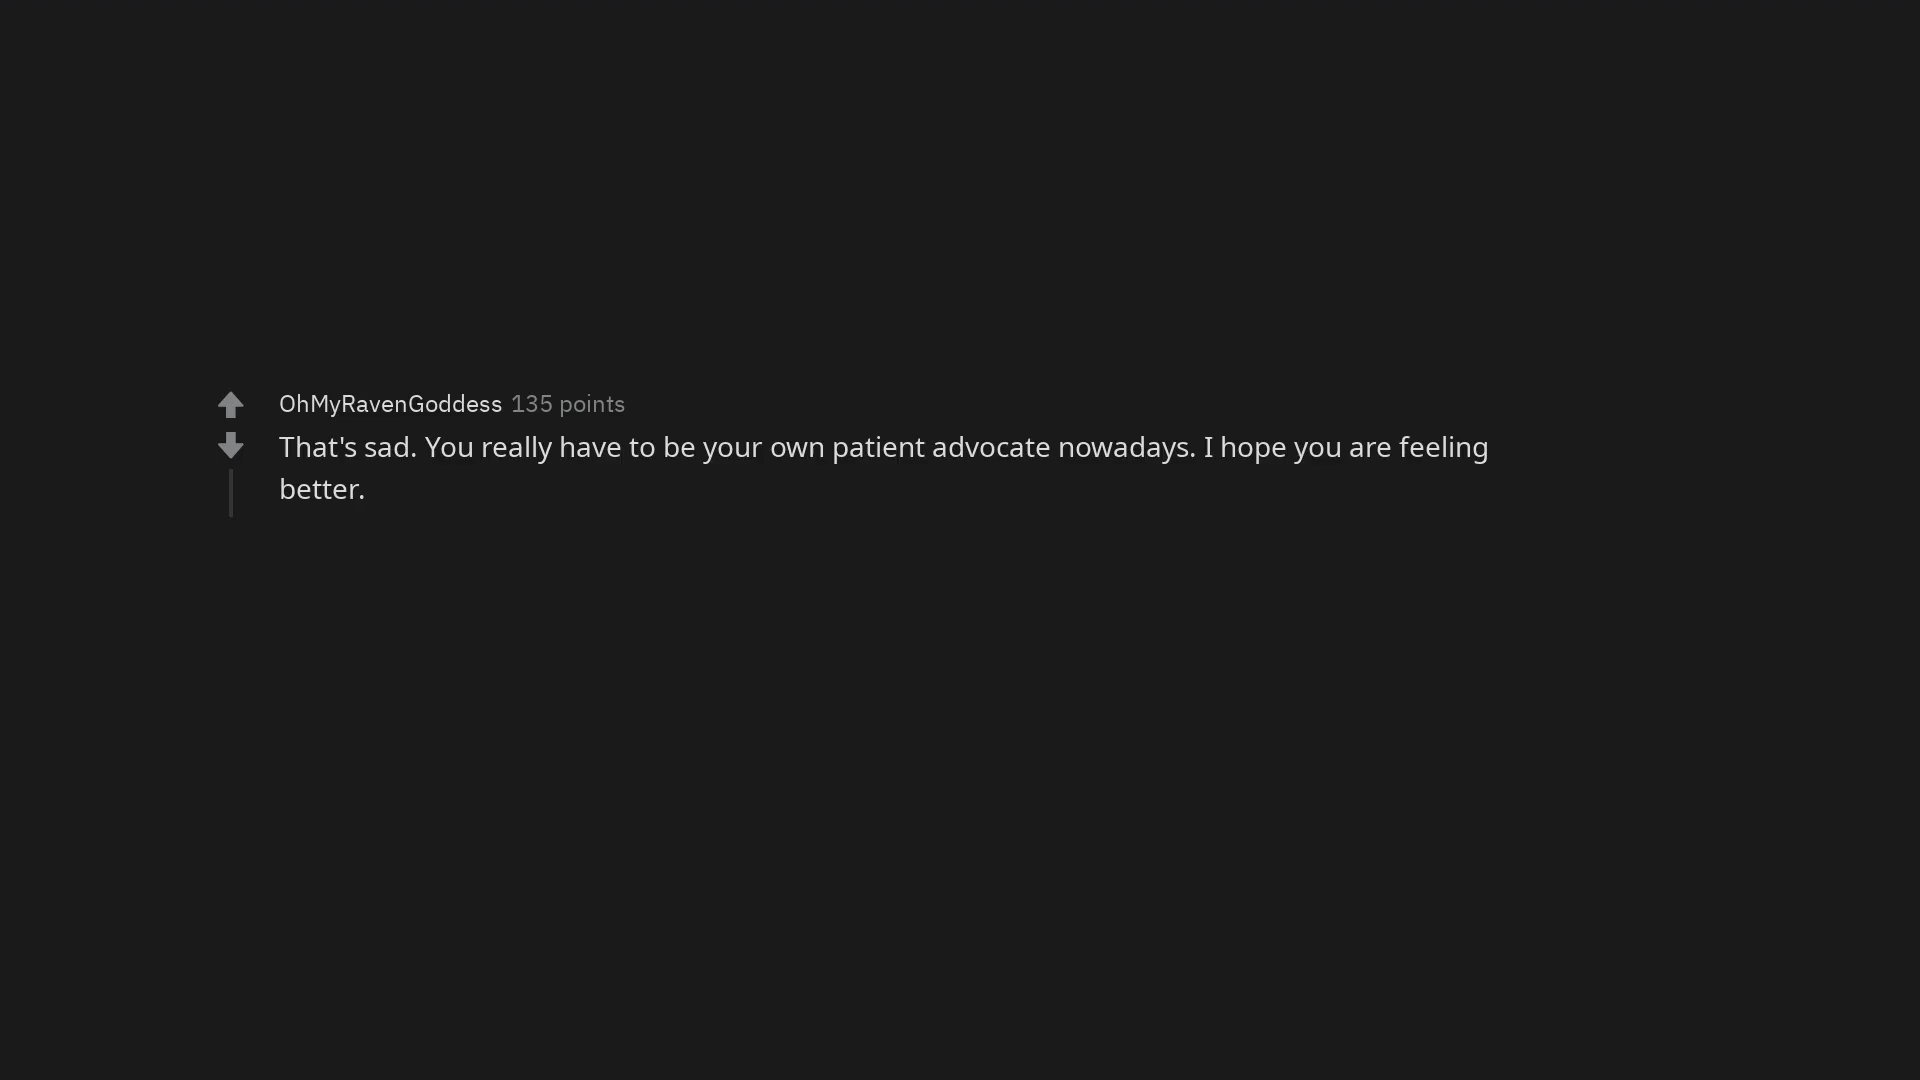 OhMyRavenGoddess 135 points
That's sad. You really have to be your own patient advocate nowadays. I hope you are feeling
better.